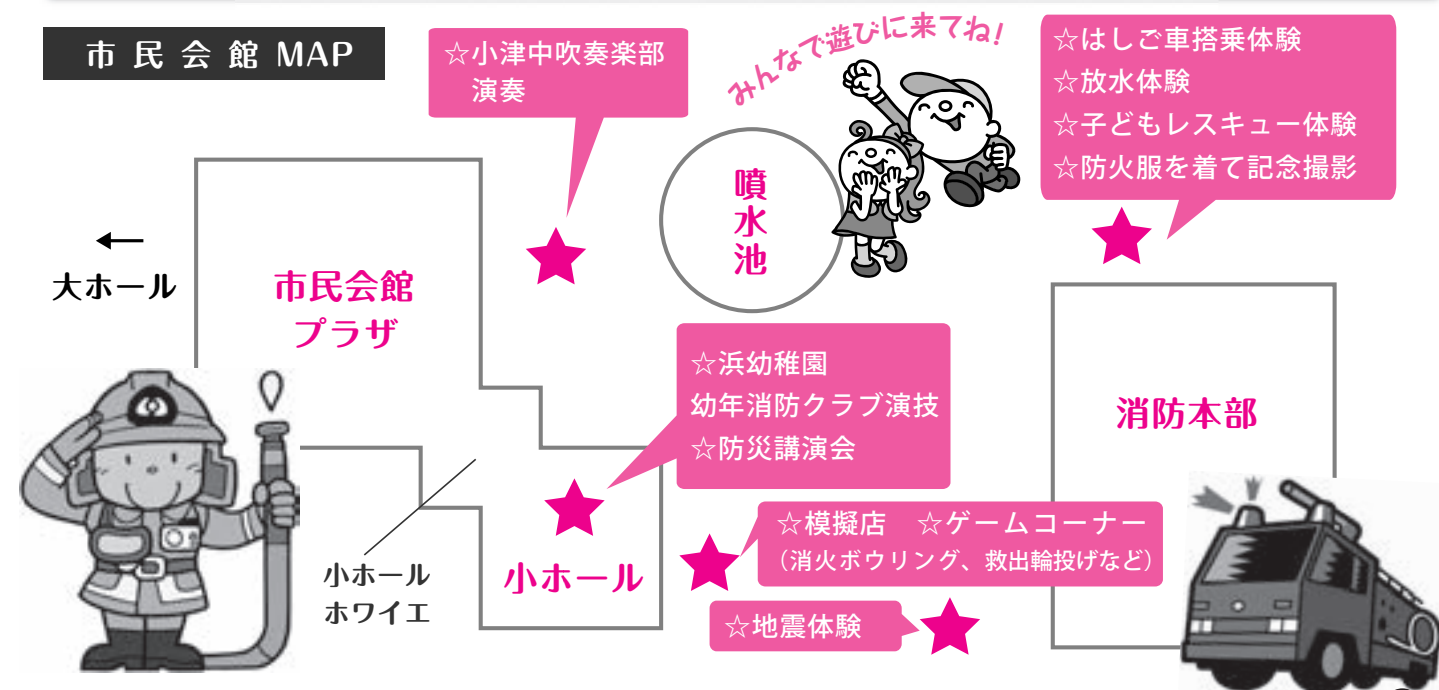 市民会館 MAP
☆小津中吹奏楽部
演奏
みんなで遊びに来てね!
☆はしご車搭乗体験
☆放水体験
☆子どもレスキュー体験
☆防火服を着て記念撮影
噴水池
←
大ホール
市民会館
プラザ
☆浜幼稚園
幼年消防クラブ演技
☆防災講演会
消防本部
☆模擬店　☆ゲームコーナー
（消火ボウリング、救出輪投げなど）
小ホール
ホワイエ
小ホール
☆地震体験